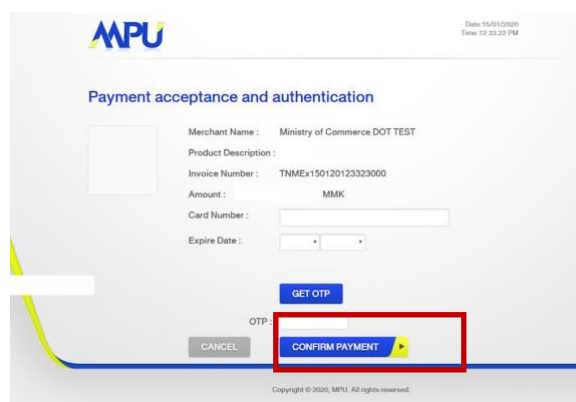 MPU
Date:15/01/2020
Time:12:33:22 PM
Payment acceptance and authentication
Merchant Name : Ministry of Commerce DOT TEST
Product Description :
Invoice Number : TNMEx150120123323000
Amount : MMK
Card Number :
Expire Date :
GET OTP
OTP :
CANCEL CONFIRM PAYMENT
Copyright © 2020, MPU. All rights reserved.